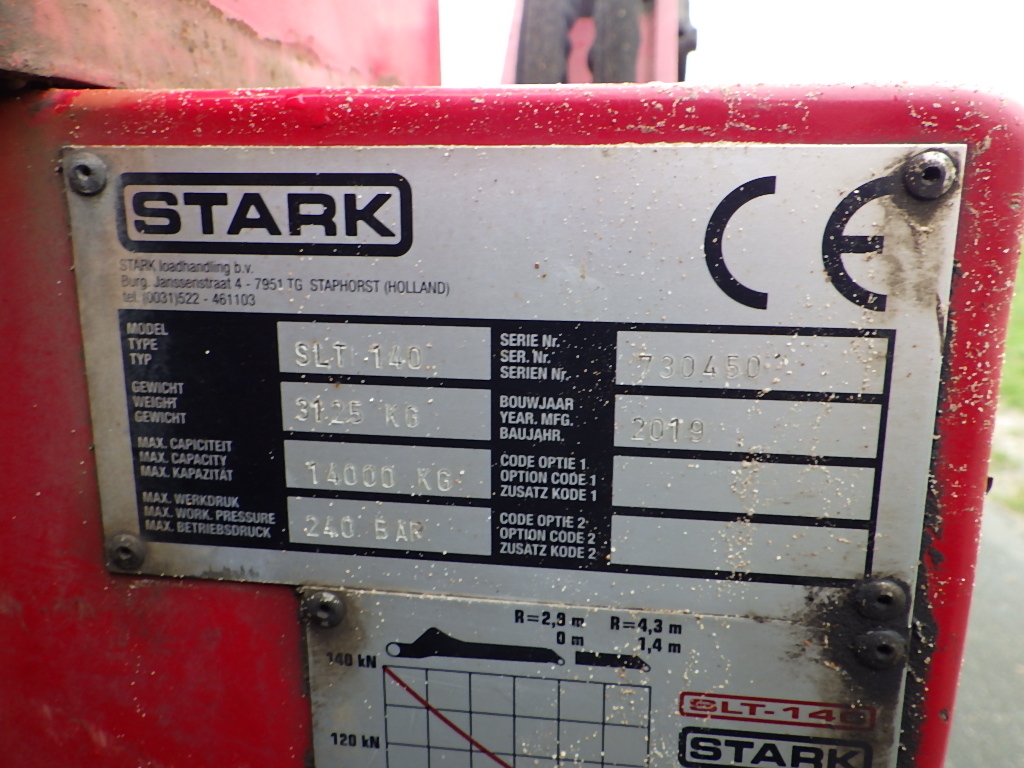 STARK
CE
STARK loadhandling b.v.
Burg. Janssenstraat 4 - 7951 TG STAPHORST (HOLLAND)
tel. (0031)522 - 461103
MODEL
TYPE
TYP
SLT 140
SERIE Nr.
SER. Nr.
SERIEN Nr.
730450
GEWICHT
WEIGHT
GEWICHT
3125 KG
BOUWJAAR
YEAR. MFG.
BAUJAHR.
2019
MAX. CAPICITEIT
MAX. CAPACITY
MAX. KAPAZITÄT
14000 KG
CODE OPTIE 1
OPTION CODE 1
ZUSATZ KODE 1
MAX. WERKDRUK
MAX. WORK. PRESSURE
MAX. BETRIEBSDRUCK
240 BAR
CODE OPTIE 2
OPTION CODE 2
ZUSATZ KODE 2
R=2,9 m R=4,3 m
0 m 1,4 m
140 kN
SLT-140
120 kN
STARK